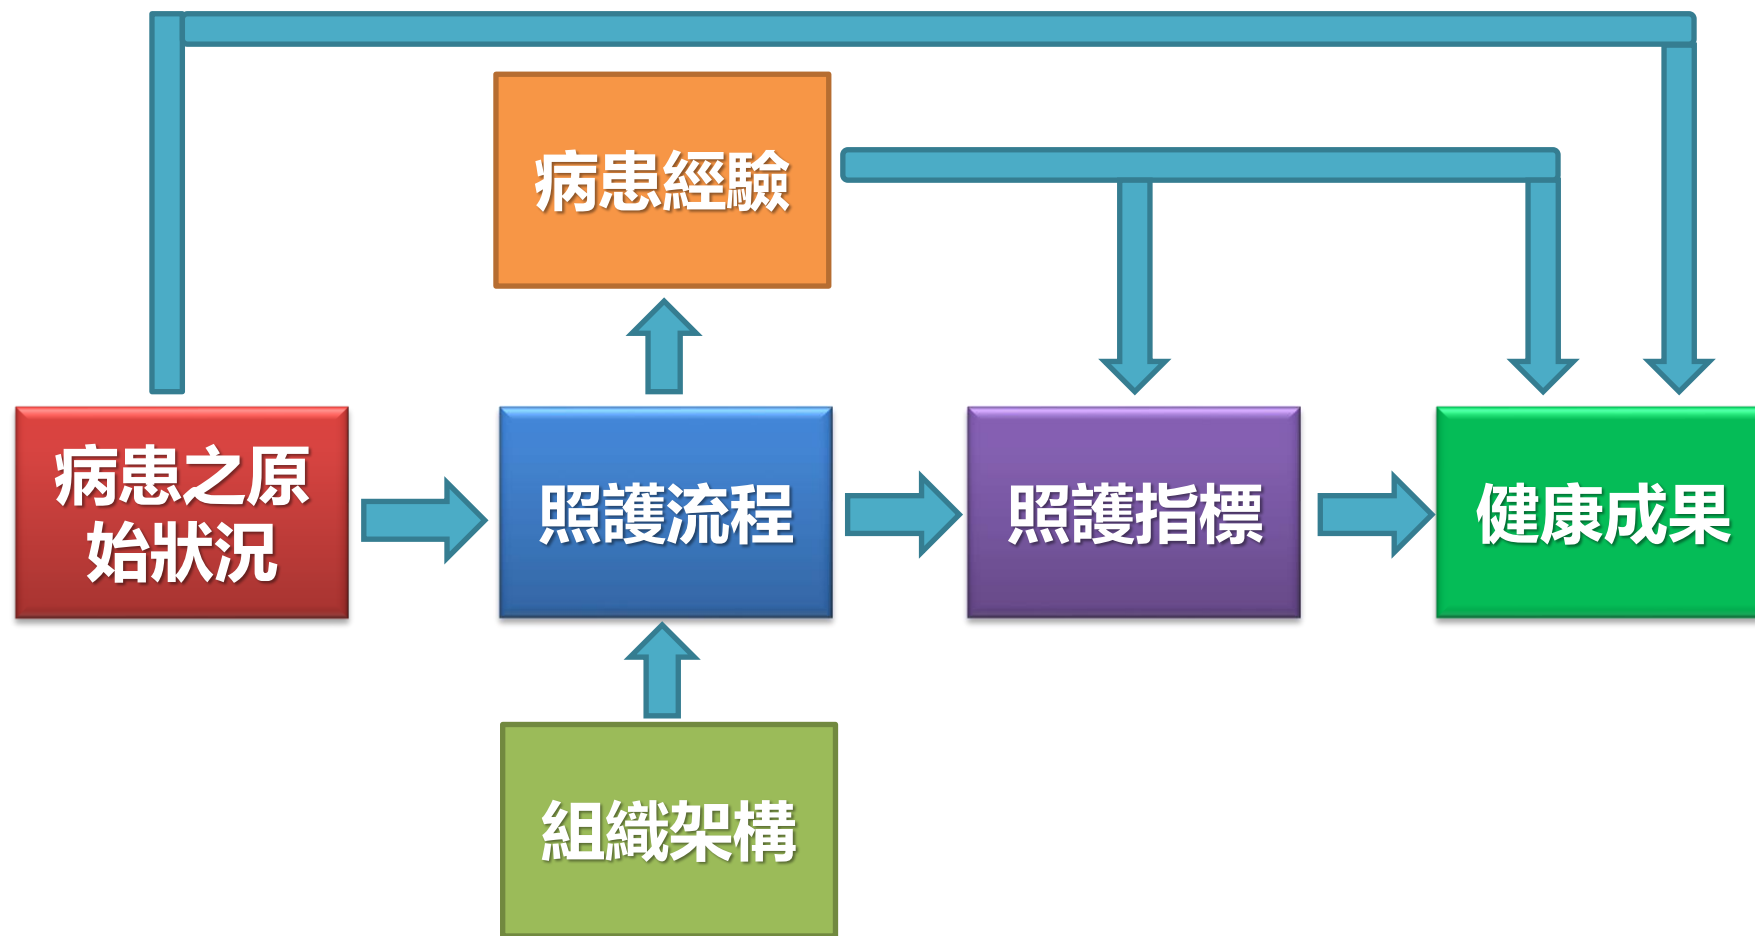 病患經驗
病患之原
始狀況
照護流程
照護指標
健康成果
組織架構